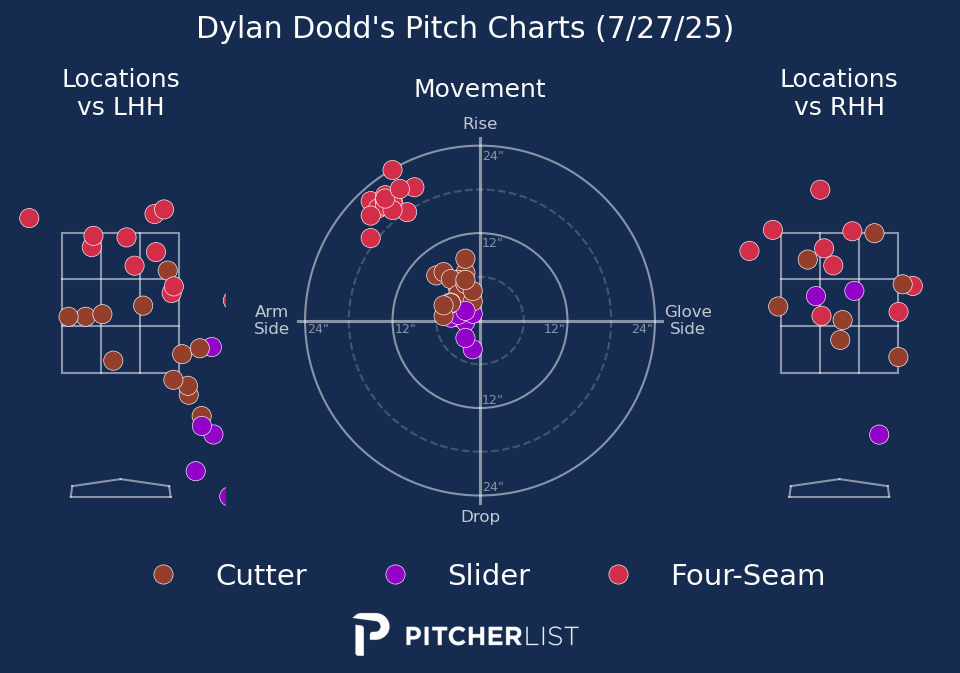 Dylan Dodd's Pitch Charts (7/27/25)
Locations
vs LHH
Movement
Locations
vs RHH
Rise
24"
12"
Arm
Side
24"
12"
12"
24"
Glove
Side
12"
24"
Drop
Cutter
Slider
Four-Seam
PITCHERLIST